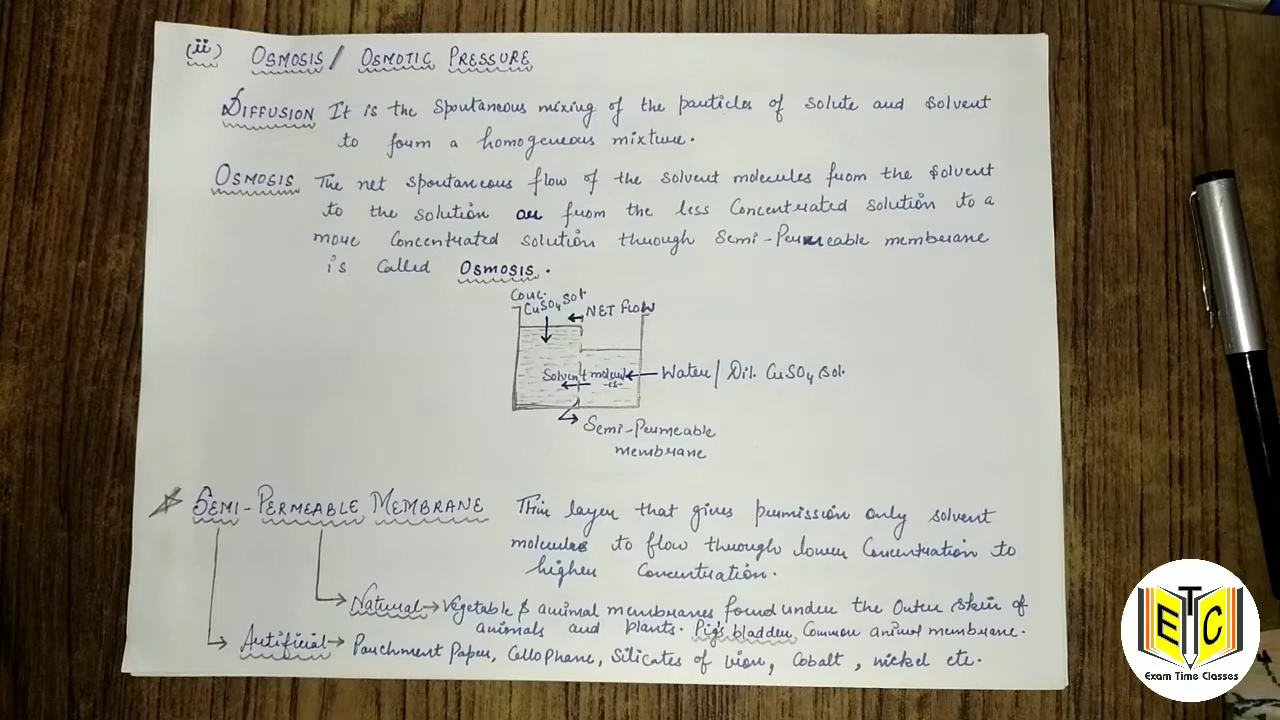 (ii) OSMOSIS / OSMOTIC PRESSURE
DIFFUSION It is the spontaneous mixing of the particles of solute and solvent
to form a homogeneous mixture.
OSMOSIS The net spontaneous flow of the solvent molecules from the solvent
to the solution or from the less concentrated solution to a
more concentrated solution through Semi-Permeable membrane
is called OSMOSIS.
Conc.
CuSO4 sol.
NET FLOW
Solvent molecules
Water / Dil. CuSO4 sol.
Semi-Permeable
membrane
SEMI-PERMEABLE MEMBRANE Thin layer that gives permission only solvent
molecules to flow through lower concentration to
higher concentration.
Natural → Vegetable & animal membranes found under the outer skin of
animals and plants. Pig's bladder, Common animal membrane.
Artificial → Parchment Paper, Cellophane, Silicates of iron, Cobalt, nickel etc.
ETC
Exam Time Classes